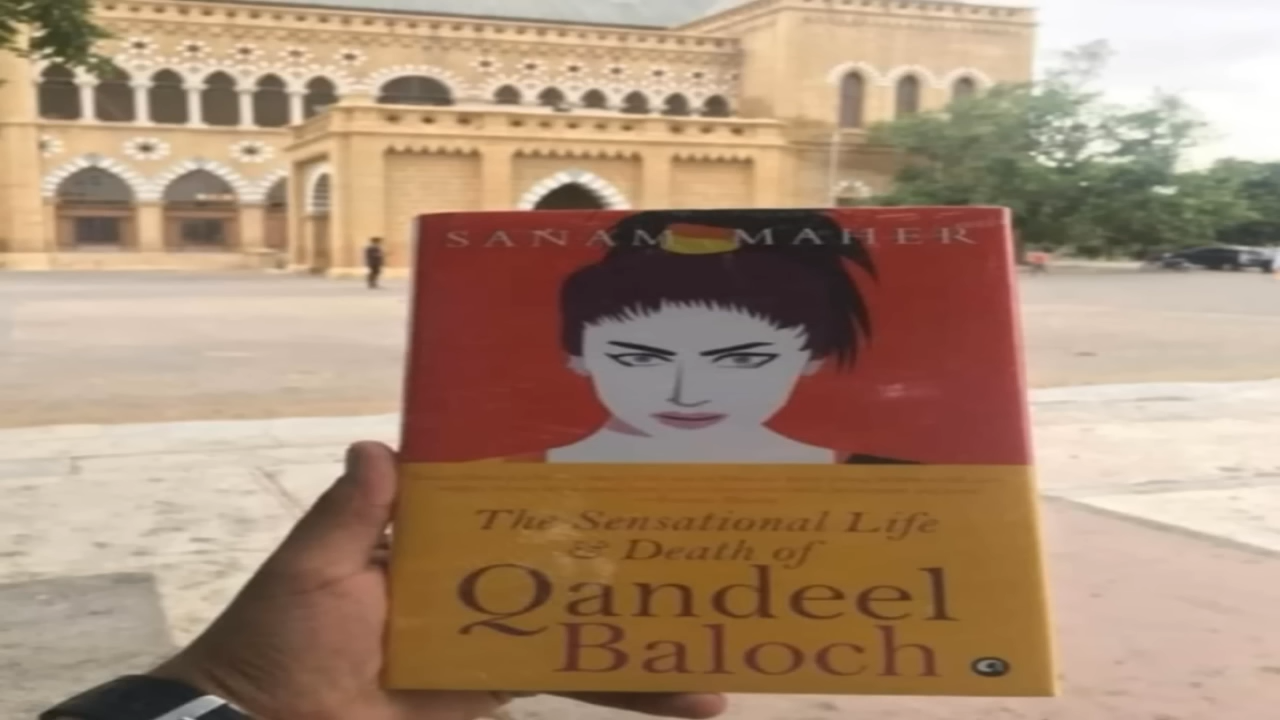 SANAM MAHER
The Sensational Life
& Death of
Qandeel
Baloch